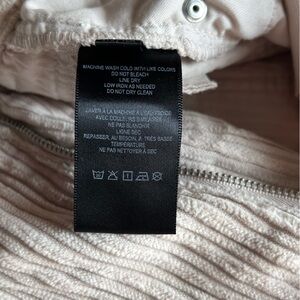 MACHINE WASH COLD WITH LIKE COLORS
DO NOT BLEACH
LINE DRY
LOW IRON AS NEEDED
DO NOT DRY CLEAN
LAVER À LA MACHINE À L'EAU FROIDE
AVEC COULEURS SIMILAIRES
NE PAS BLANCHIR
LIGNE SEC
REPASSER, AU BESOIN, À TRÈS BASSE
TEMPÉRATURE
NE PAS NETTOYER À SEC